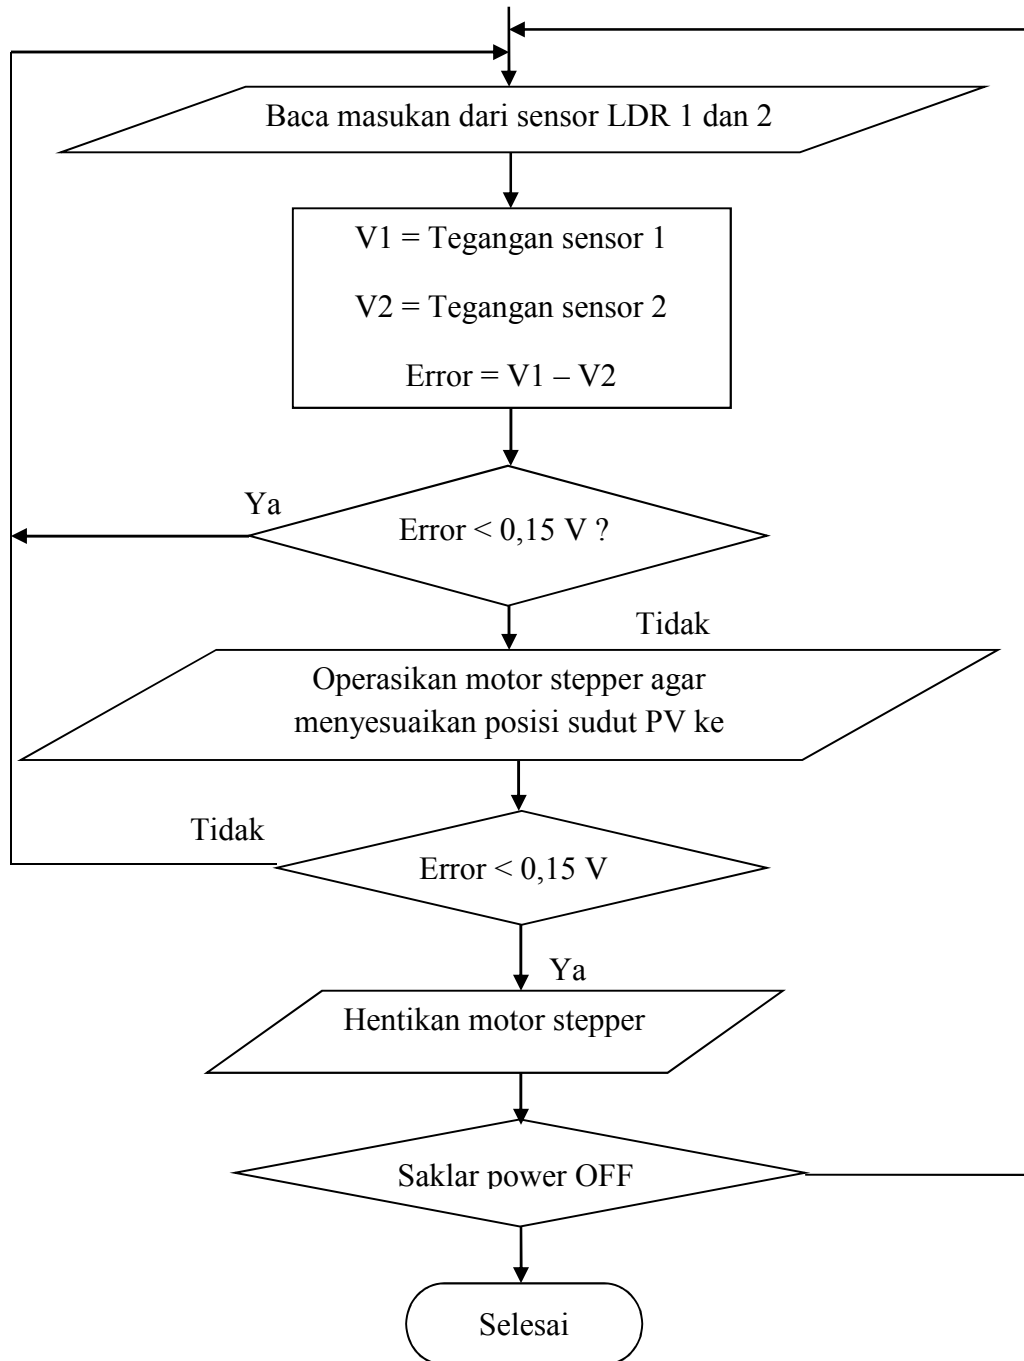 Baca masukan dari sensor LDR 1 dan 2
V1 = Tegangan sensor 1
V2 = Tegangan sensor 2
Error = V1 – V2
Ya
Error < 0,15 V ?
Tidak
Operasikan motor stepper agar
menyesuaikan posisi sudut PV ke
Tidak
Error < 0,15 V
Ya
Hentikan motor stepper
Saklar power OFF
Selesai